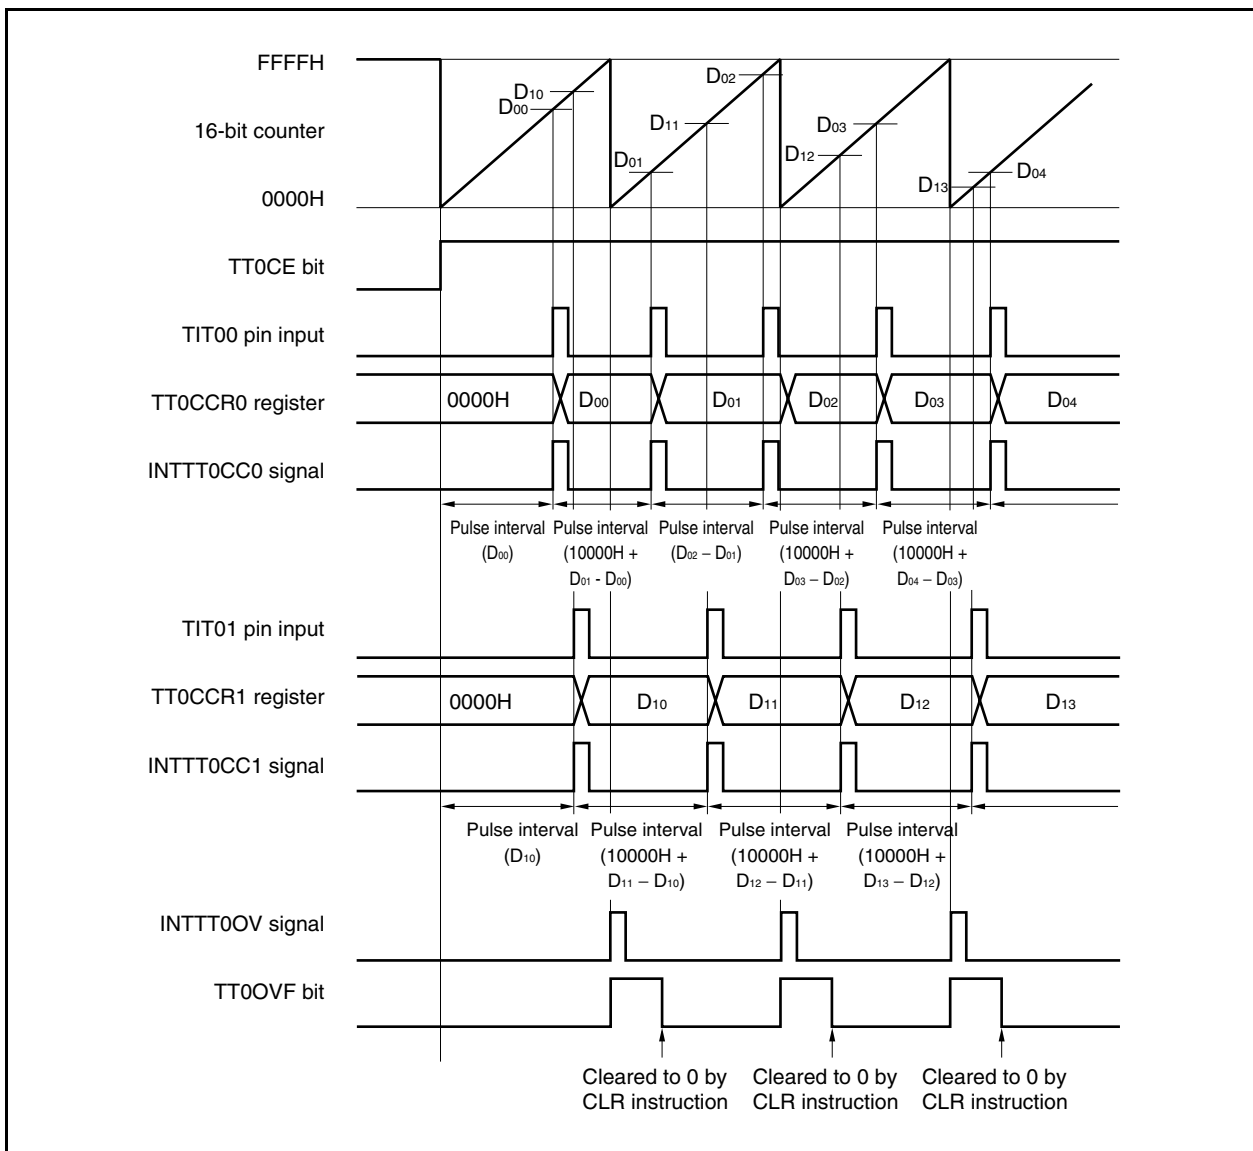 FFFFH
D10
D00
D02
D11
D03
16-bit counter
D12
D01
D13
D04
0000H
TT0CE bit
TIT00 pin input
TT0CCR0 register
0000H
D00
D01
D02
D03
D04
INTTT0CC0 signal
Pulse interval
(D00)
Pulse interval
(10000H +
D01 - D00)
Pulse interval
(D02 – D01)
Pulse interval
(10000H +
D03 – D02)
Pulse interval
(10000H +
D04 – D03)
TIT01 pin input
TT0CCR1 register
0000H
D10
D11
D12
D13
INTTT0CC1 signal
Pulse interval
(D10)
Pulse interval
(10000H +
D11 – D10)
Pulse interval
(10000H +
D12 – D11)
Pulse interval
(10000H +
D13 – D12)
INTTT0OV signal
TT0OVF bit
Cleared to 0 by
CLR instruction
Cleared to 0 by
CLR instruction
Cleared to 0 by
CLR instruction